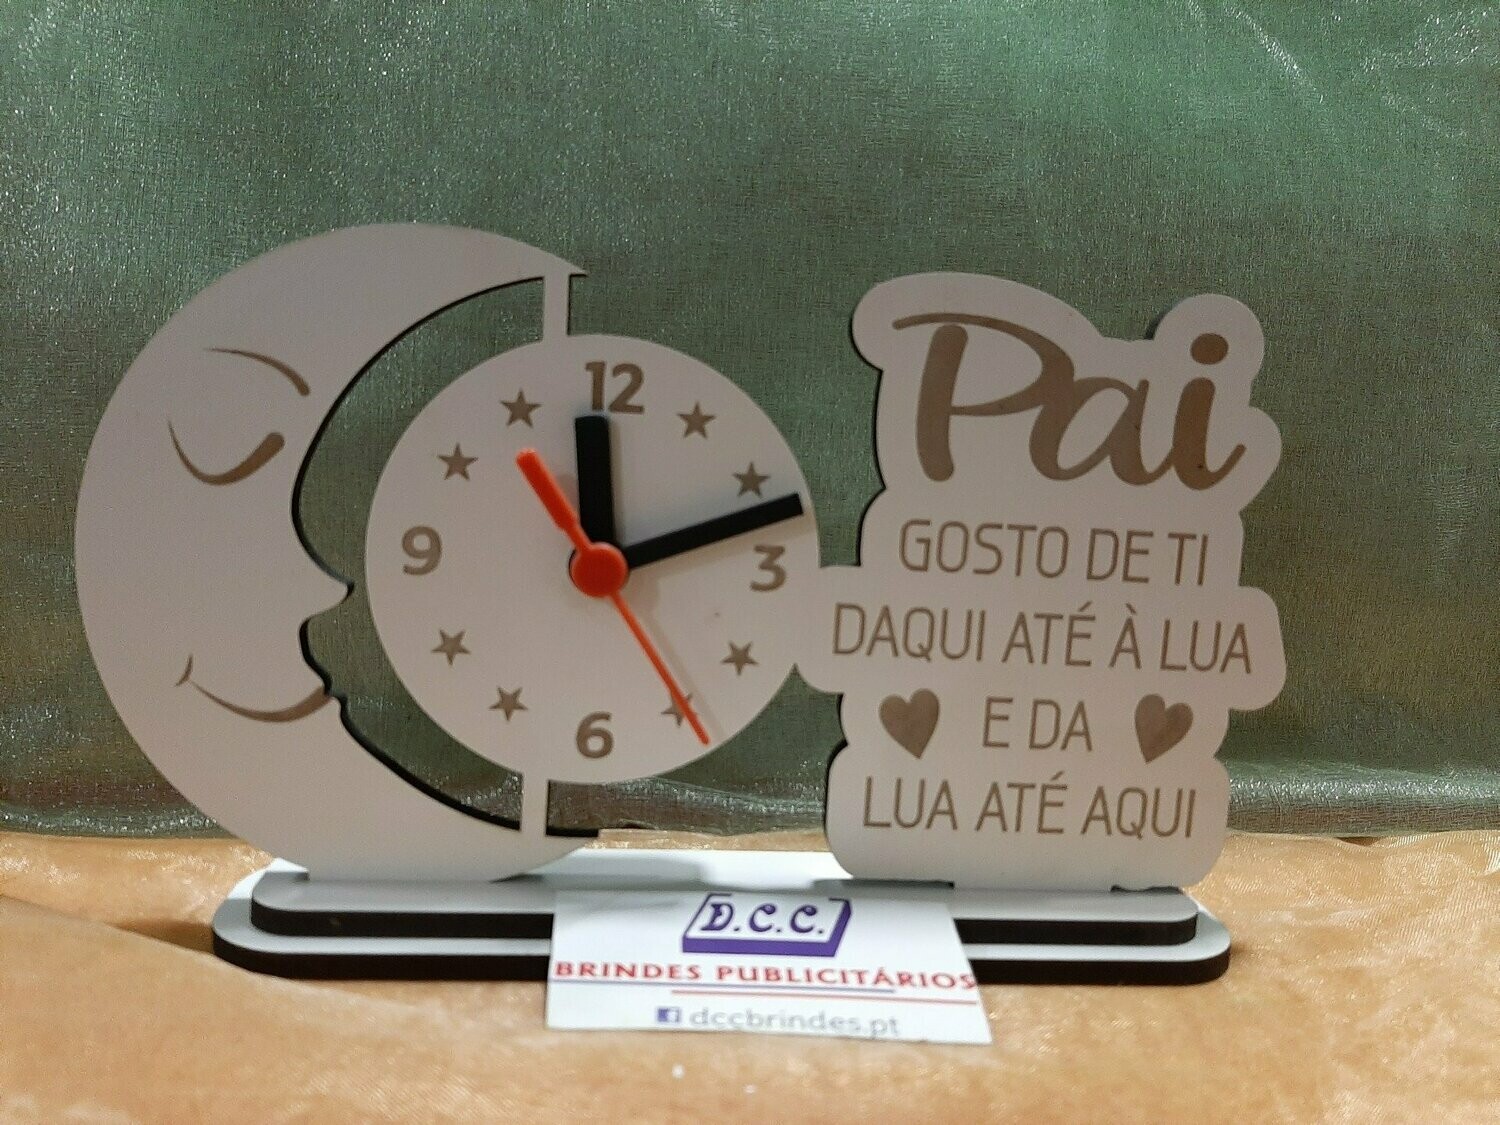 12
9
3
6
Pai
GOSTO DE TI
DAQUI ATÉ À LUA
E DA
LUA ATÉ AQUI
D.C.C.
BRINDES PUBLICITÁRIOS
dccbrindes.pt